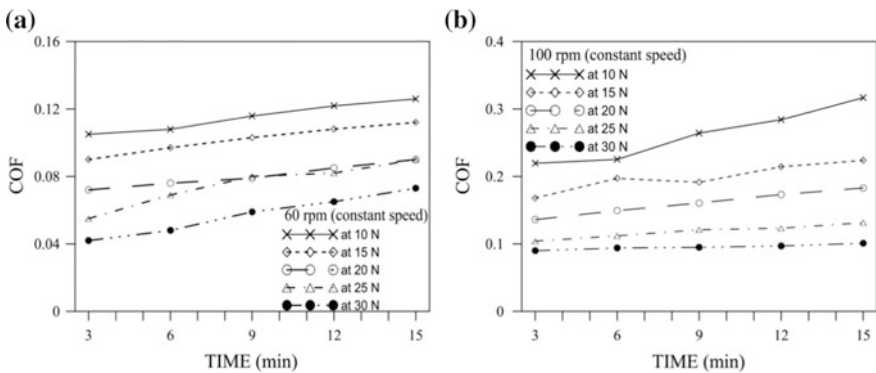 (a)
0.16
0.12
0.08
0.04
0
COF
60 rpm (constant speed)
at 10 N
at 15 N
at 20 N
at 25 N
at 30 N
3 6 9 12 15
TIME (min)
(b)
0.4
0.3
0.2
0.1
0
COF
100 rpm (constant speed)
at 10 N
at 15 N
at 20 N
at 25 N
at 30 N
3 6 9 12 15
TIME (min)